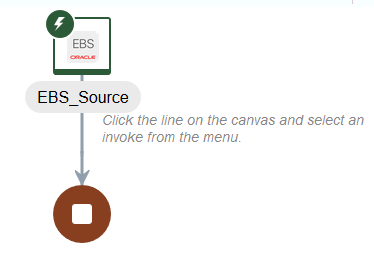 EBS
ORACLE
EBS_Source
Click the line on the canvas and select an
invoke from the menu.